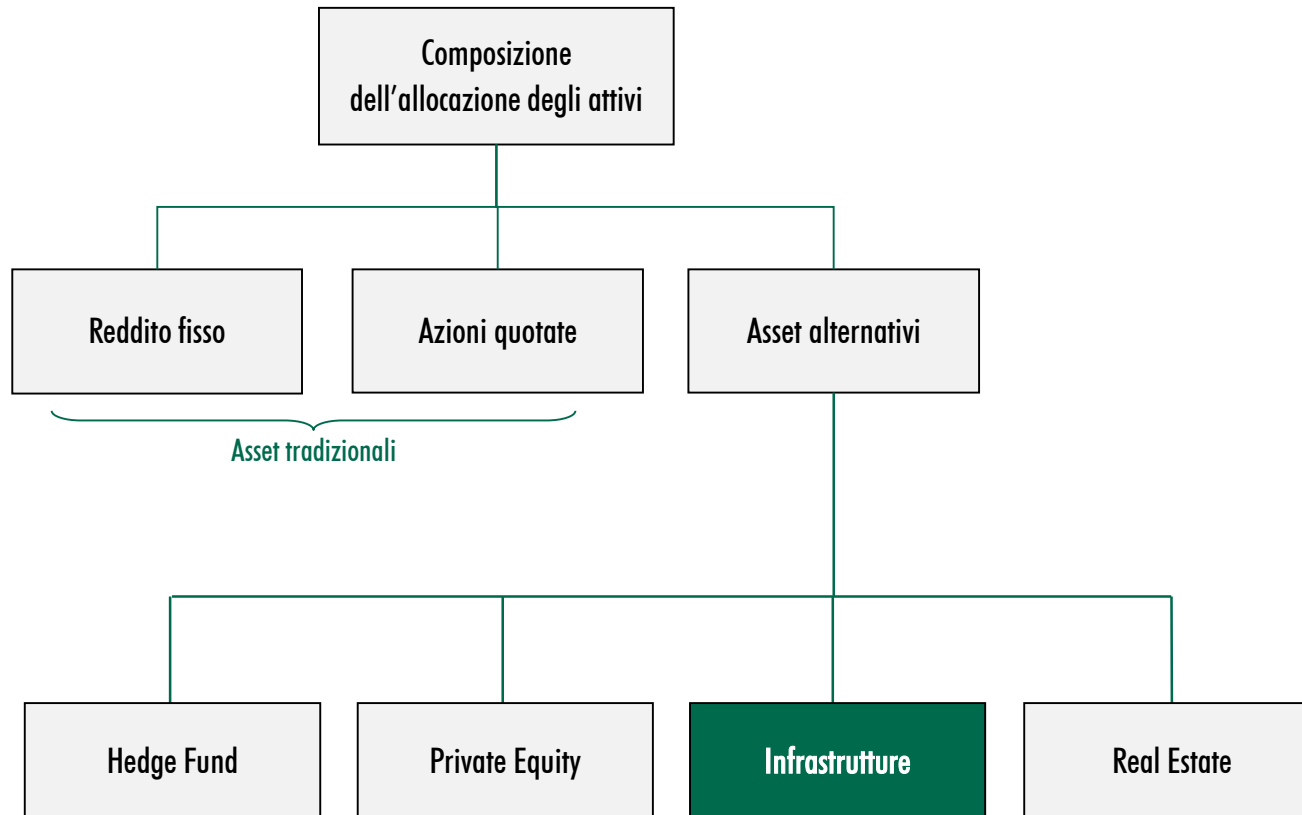 Composizione
dell’allocazione degli attivi
Reddito fisso
Azioni quotate
Asset alternativi
Asset tradizionali
Hedge Fund
Private Equity
Infrastrutture
Real Estate